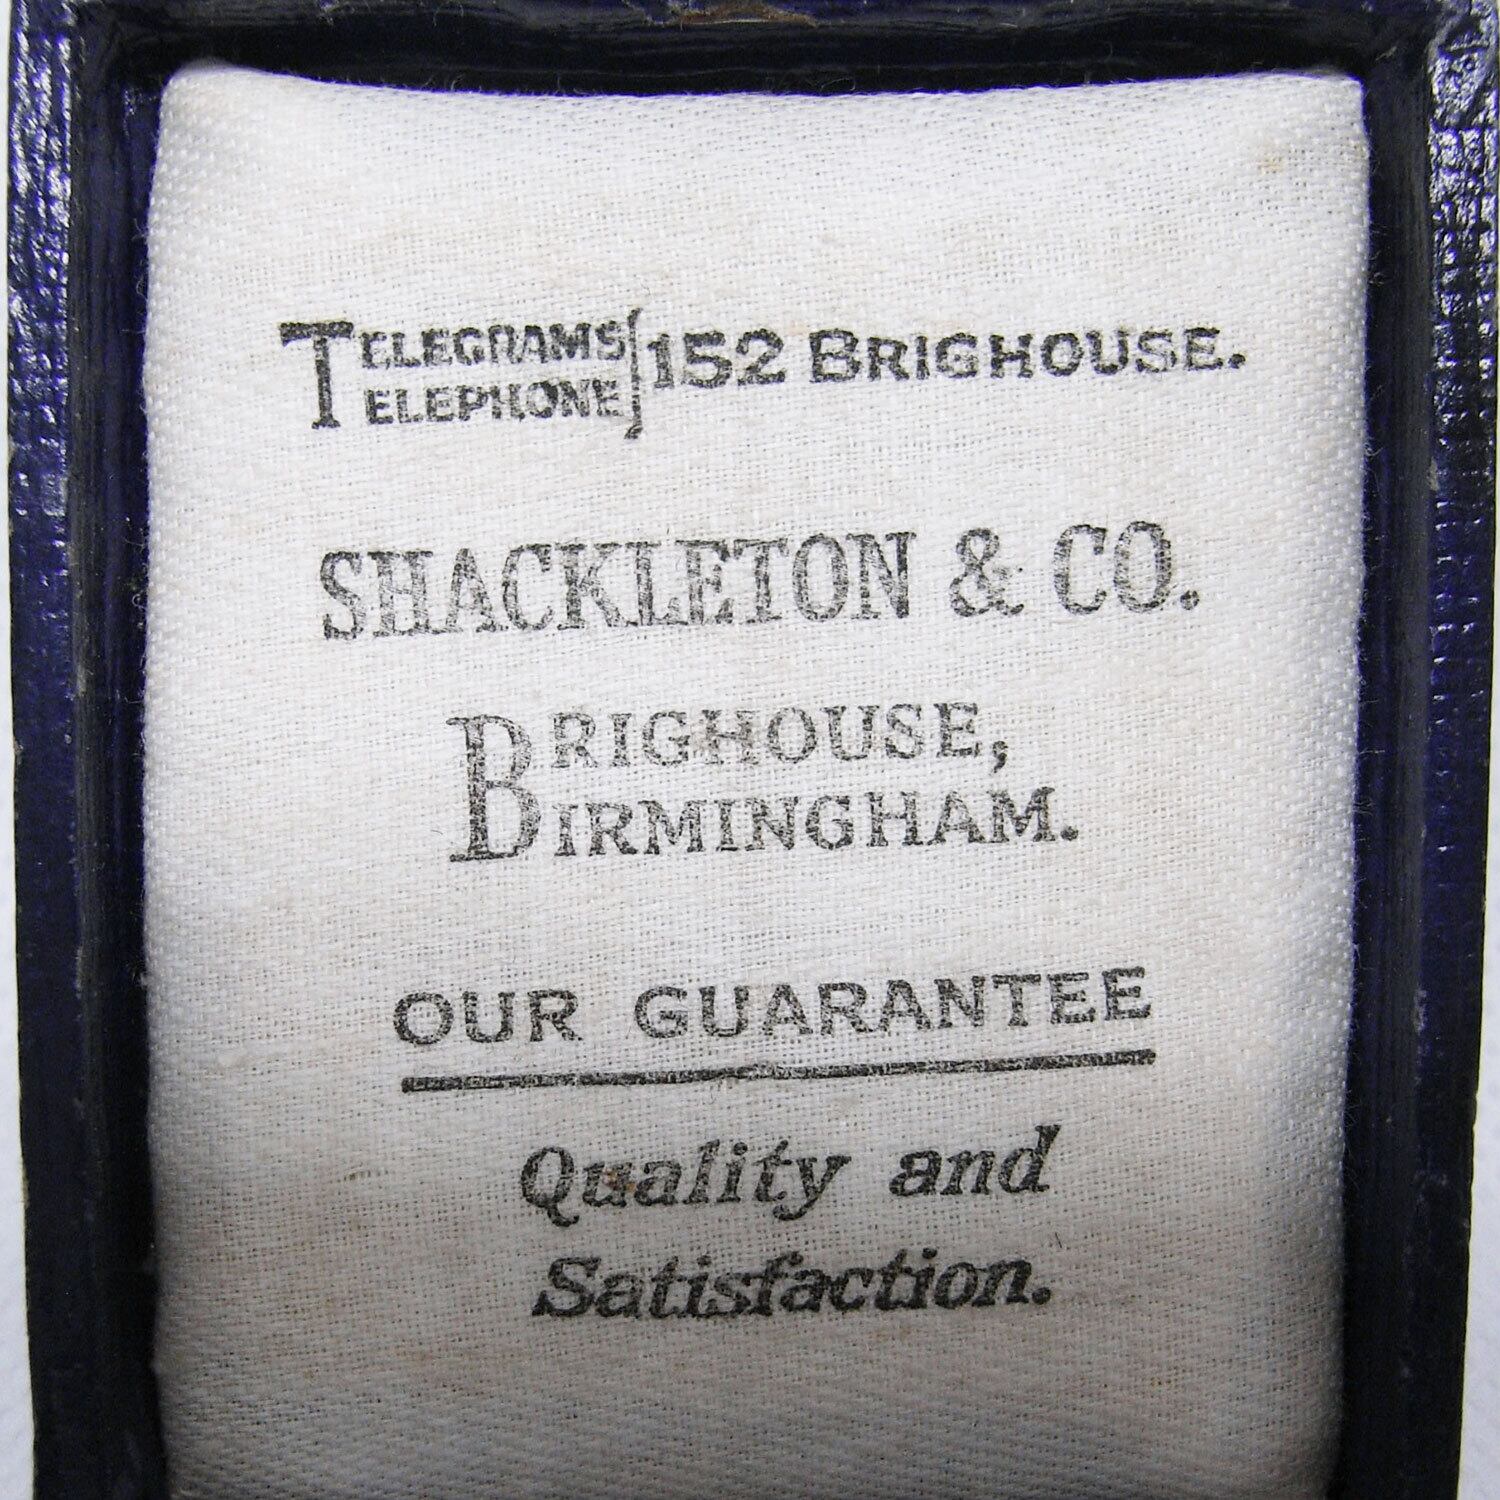 TELEGRAMS
TELEPHONE } 152 BRIGHOUSE.
SHACKLETON & CO.
BRIGHOUSE,
BIRMINGHAM.
OUR GUARANTEE
Quality and
Satisfaction.